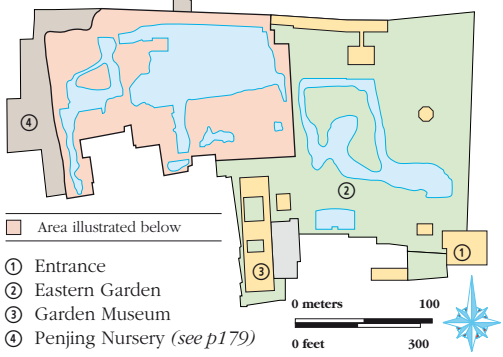 ④
②
①
③
Area illustrated below
① Entrance
② Eastern Garden
③ Garden Museum
④ Penjing Nursery (see p179)
0 meters 100
0 feet 300